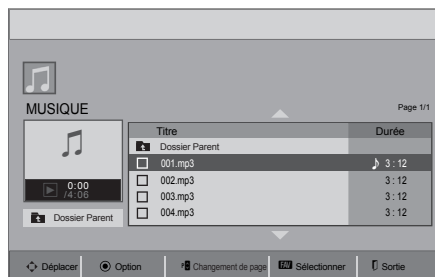 MUSIQUE
Page 1/1
Titre Durée
Dossier Parent
001.mp3 3 : 12
002.mp3 3 : 12
003.mp3 3 : 12
004.mp3 3 : 12
0:00
/4:06
Dossier Parent
Déplacer Option Changement de page FAV Sélectionner Sortie